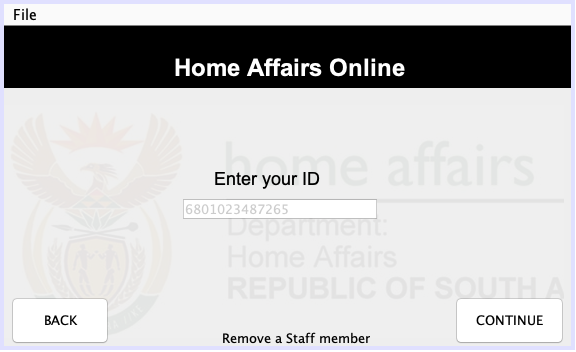 File
Home Affairs Online
home affairs
Enter your ID
6801023487265
Department:
Home Affairs
REPUBLIC OF SOUTH A
BACK
CONTINUE
Remove a Staff member